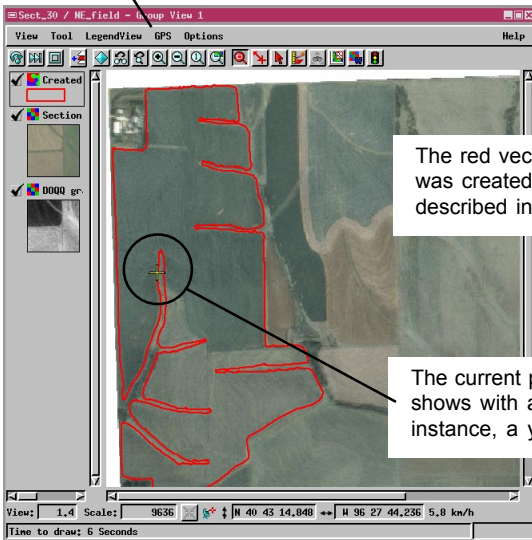 Sect_30 / NE_field - Group View 1
View Tool LegendView GPS Options Help
Created
Section
DOQQ gr
The red vec
was created
described in
The current p
shows with a
instance, a y
View: 1.4 Scale: 9636 N 40 43 14.848 W 96 27 44.236 5.8 km/h
Time to draw: 6 Seconds